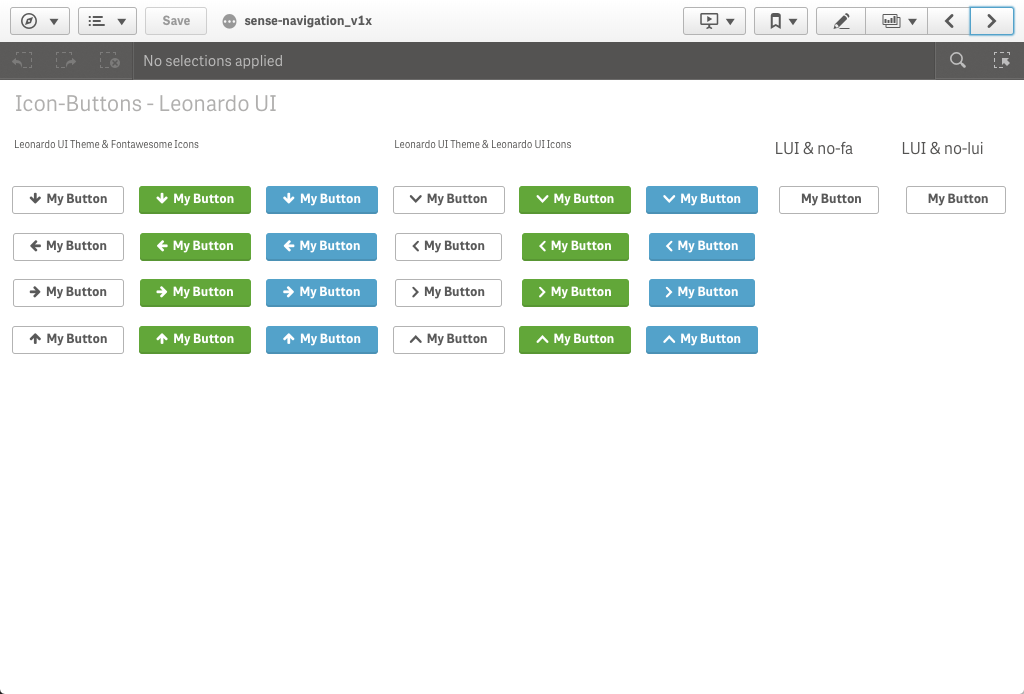 Save
sense-navigation_v1x
No selections applied
Icon-Buttons - Leonardo UI
Leonardo UI Theme & Fontawesome Icons
Leonardo UI Theme & Leonardo UI Icons
LUI & no-fa
LUI & no-lui
My Button My Button My Button My Button My Button My Button My Button My Button
My Button My Button My Button My Button My Button My Button
My Button My Button My Button My Button My Button My Button
My Button My Button My Button My Button My Button My Button